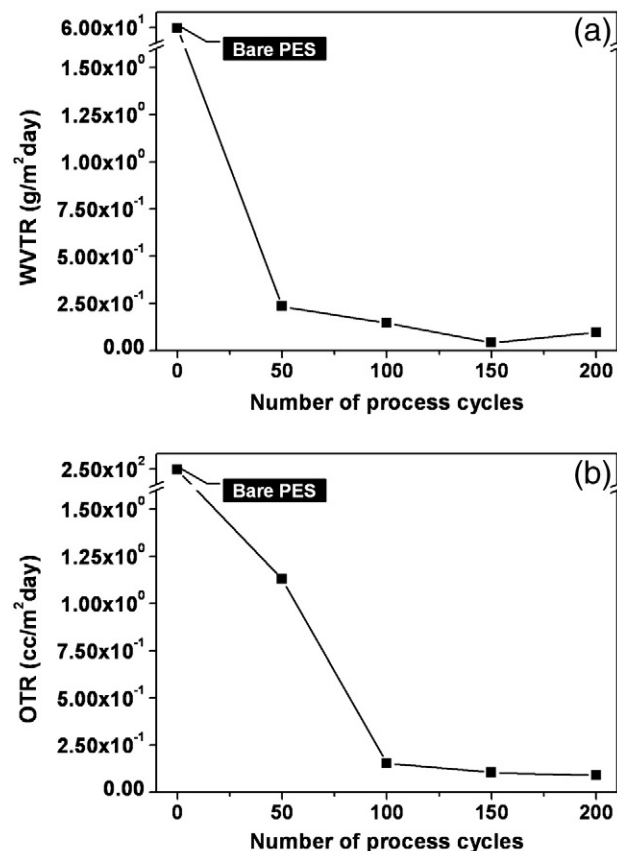 (a)
6.00x10¹
Bare PES
1.50x10⁰
1.25x10⁰
1.00x10⁰
7.50x10⁻¹
5.00x10⁻¹
2.50x10⁻¹
0.00
WVTR (g/m²day)
0 50 100 150 200
Number of process cycles
(b)
2.50x10²
Bare PES
1.50x10⁰
1.25x10⁰
1.00x10⁰
7.50x10⁻¹
5.00x10⁻¹
2.50x10⁻¹
0.00
OTR (cc/m²day)
0 50 100 150 200
Number of process cycles